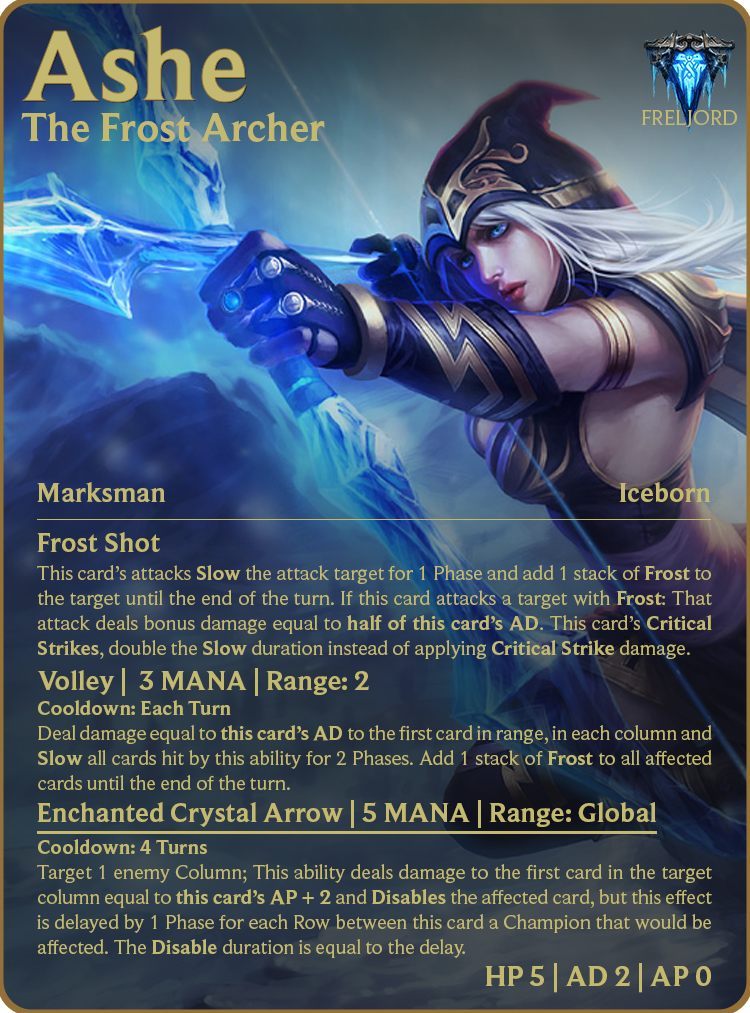 Ashe
The Frost Archer
FRELJORD
Marksman
Iceborn
Frost Shot
This card's attacks Slow the attack target for 1 Phase and add 1 stack of Frost to
the target until the end of the turn. If this card attacks a target with Frost: That
attack deals bonus damage equal to half of this card's AD. This card's Critical
Strikes, double the Slow duration instead of applying Critical Strike damage.
Volley | 3 MANA | Range: 2
Cooldown: Each Turn
Deal damage equal to this card's AD to the first card in range, in each column and
Slow all cards hit by this ability for 2 Phases. Add 1 stack of Frost to all affected
cards until the end of the turn.
Enchanted Crystal Arrow | 5 MANA | Range: Global
Cooldown: 4 Turns
Target 1 enemy Column; This ability deals damage to the first card in the target
column equal to this card's AP + 2 and Disables the affected card, but this effect
is delayed by 1 Phase for each Row between this card a Champion that would be
affected. The Disable duration is equal to the delay.
HP 5 | AD 2 | AP 0